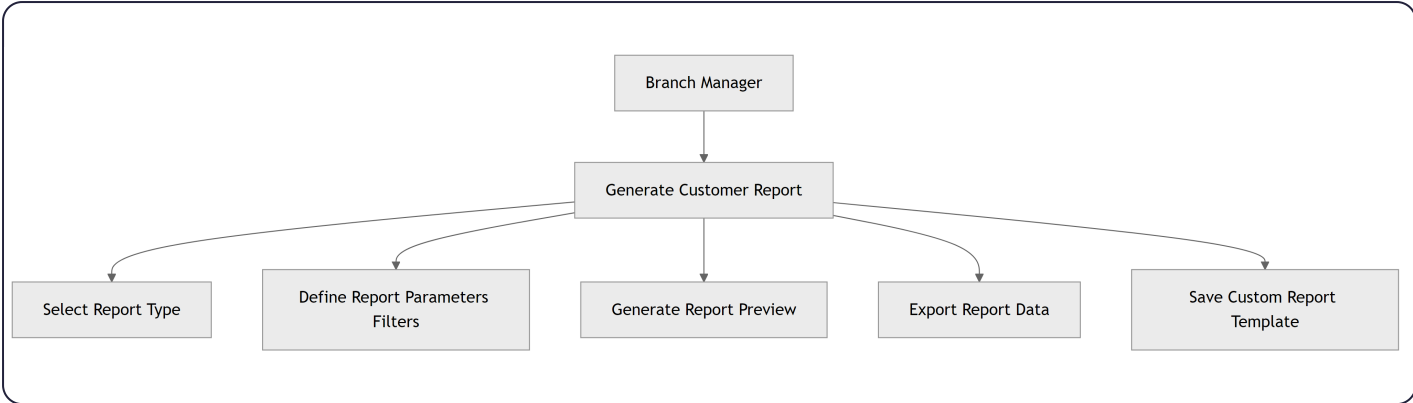 Branch Manager
Generate Customer Report
Select Report Type
Define Report Parameters
Filters
Generate Report Preview
Export Report Data
Save Custom Report
Template